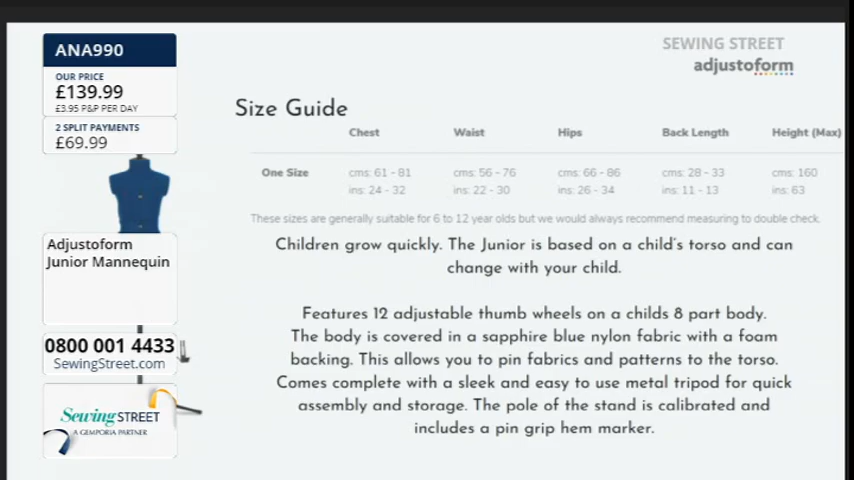 ANA990
OUR PRICE
£139.99
£3.95 P&P PER DAY
2 SPLIT PAYMENTS
£69.99
Adjustoform
Junior Mannequin
0800 001 4433
SewingStreet.com
Sewing STREET
A GEMPORIA PARTNER
SEWING STREET
adjustoform
Size Guide
Chest Waist Hips Back Length Height (Max)
One Size cms: 61 - 81 cms: 56 - 76 cms: 66 - 86 cms: 28 - 33 cms: 160
ins: 24 - 32 ins: 22 - 30 ins: 26 - 34 ins: 11 - 13 ins: 63
These sizes are generally suitable for 6 to 12 year olds but we would always recommend measuring to double check.
Children grow quickly. The Junior is based on a child's torso and can
change with your child.
Features 12 adjustable thumb wheels on a childs 8 part body.
The body is covered in a sapphire blue nylon fabric with a foam
backing. This allows you to pin fabrics and patterns to the torso.
Comes complete with a sleek and easy to use metal tripod for quick
assembly and storage. The pole of the stand is calibrated and
includes a pin grip hem marker.